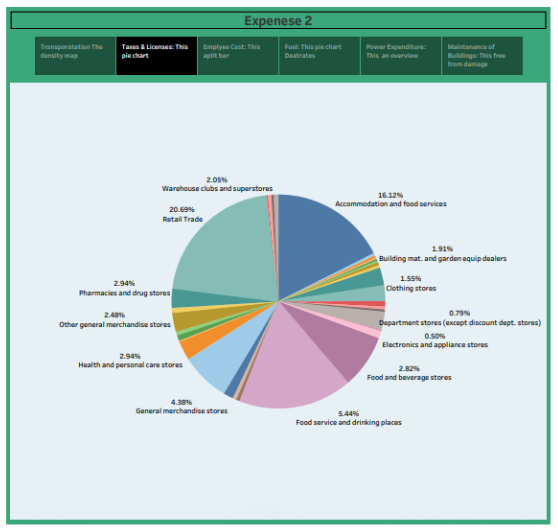 Expenese 2
Transporatation The
density map
Taxes & Licenses: This
pie chart
Emplyee Cost: This
split bar
Fuel: This pie chart
Deatrates
Power Expenditure:
This an overview
Maintenance of
Buildings: This free
from damage
2.05%
Warehouse clubs and superstores
16.12%
Accommodation and food services
20.69%
Retail Trade
1.91%
Building mat. and garden equip dealers
1.55%
Clothing stores
2.94%
Pharmacies and drug stores
0.79%
Department stores (except discount dept. stores)
2.48%
Other general merchandise stores
0.50%
Electronics and appliance stores
2.94%
Health and personal care stores
2.82%
Food and beverage stores
4.38%
General merchandise stores
5.44%
Food service and drinking places